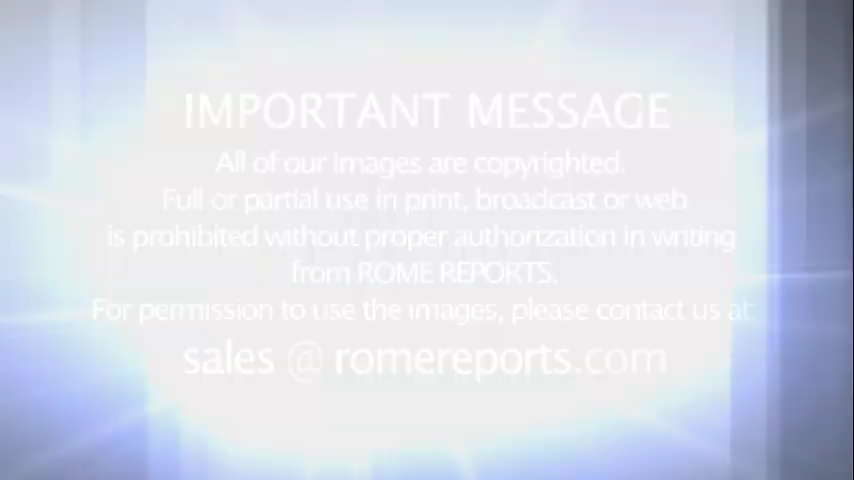 IMPORTANT MESSAGE
All of our images are copyrighted.
Full or partial use in print, broadcast or web
is prohibited without proper authorization in writing
from ROME REPORTS.
For permission to use the images, please contact us at:
sales @ romereports.com